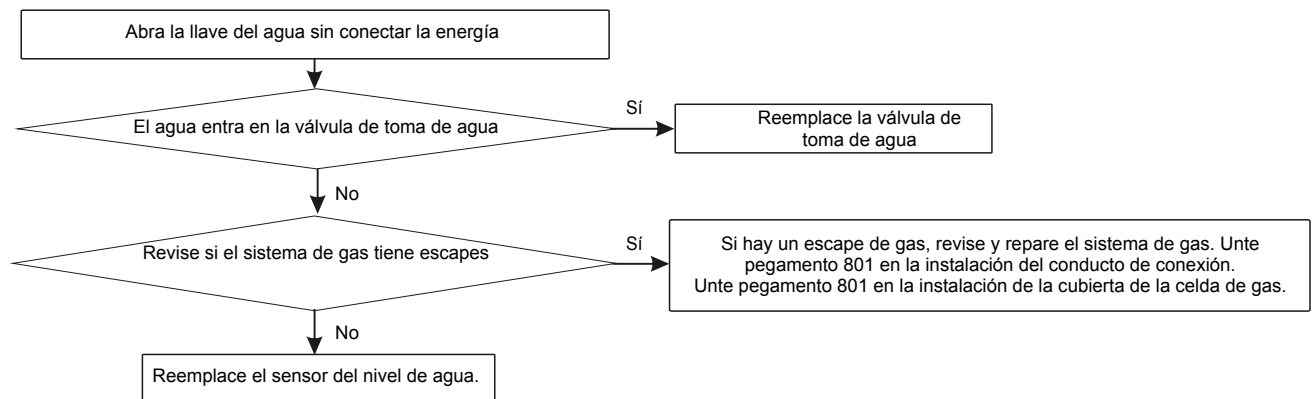 Abra la llave del agua sin conectar la energía
El agua entra en la válvula de toma de agua
Sí
Reemplace la válvula de
toma de agua
No
Revise si el sistema de gas tiene escapes
Sí
Si hay un escape de gas, revise y repare el sistema de gas. Unte
pegamento 801 en la instalación del conducto de conexión.
Unte pegamento 801 en la instalación de la cubierta de la celda de gas.
No
Reemplace el sensor del nivel de agua.